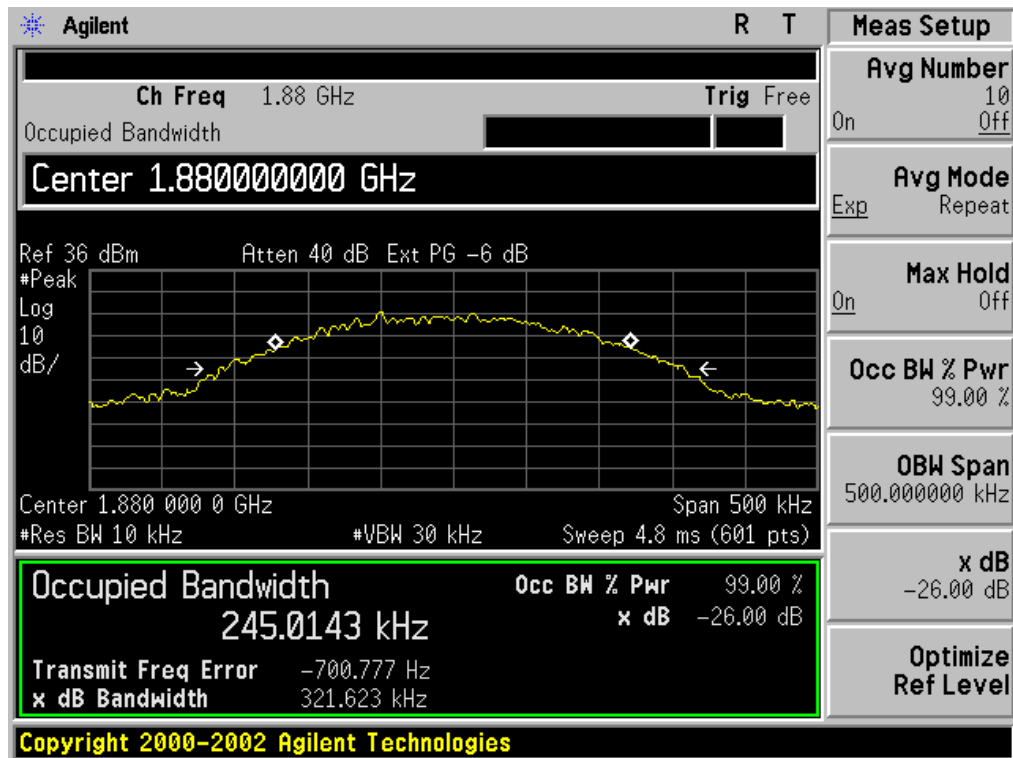 Agilent R T
Ch Freq 1.88 GHz Trig Free
Occupied Bandwidth
Center 1.880000000 GHz
Ref 36 dBm Atten 40 dB Ext PG -6 dB
#Peak
Log
10
dB/
Center 1.880 000 0 GHz Span 500 kHz
#Res BW 10 kHz #VBW 30 kHz Sweep 4.8 ms (601 pts)
Occupied Bandwidth Occ BW % Pwr 99.00 %
245.0143 kHz x dB -26.00 dB
Transmit Freq Error -700.777 Hz
x dB Bandwidth 321.623 kHz
Meas Setup
Avg Number
10
On Off
Avg Mode
Exp Repeat
Max Hold
On Off
Occ BW % Pwr
99.00 %
OBW Span
500.000000 kHz
x dB
-26.00 dB
Optimize
Ref Level
Copyright 2000-2002 Agilent Technologies